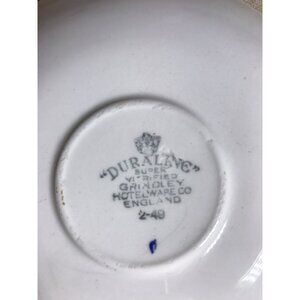 "DURALINE"
SUPER
VITRIFIED
GRINDLEY
HOTELWARE CO
ENGLAND
2-49